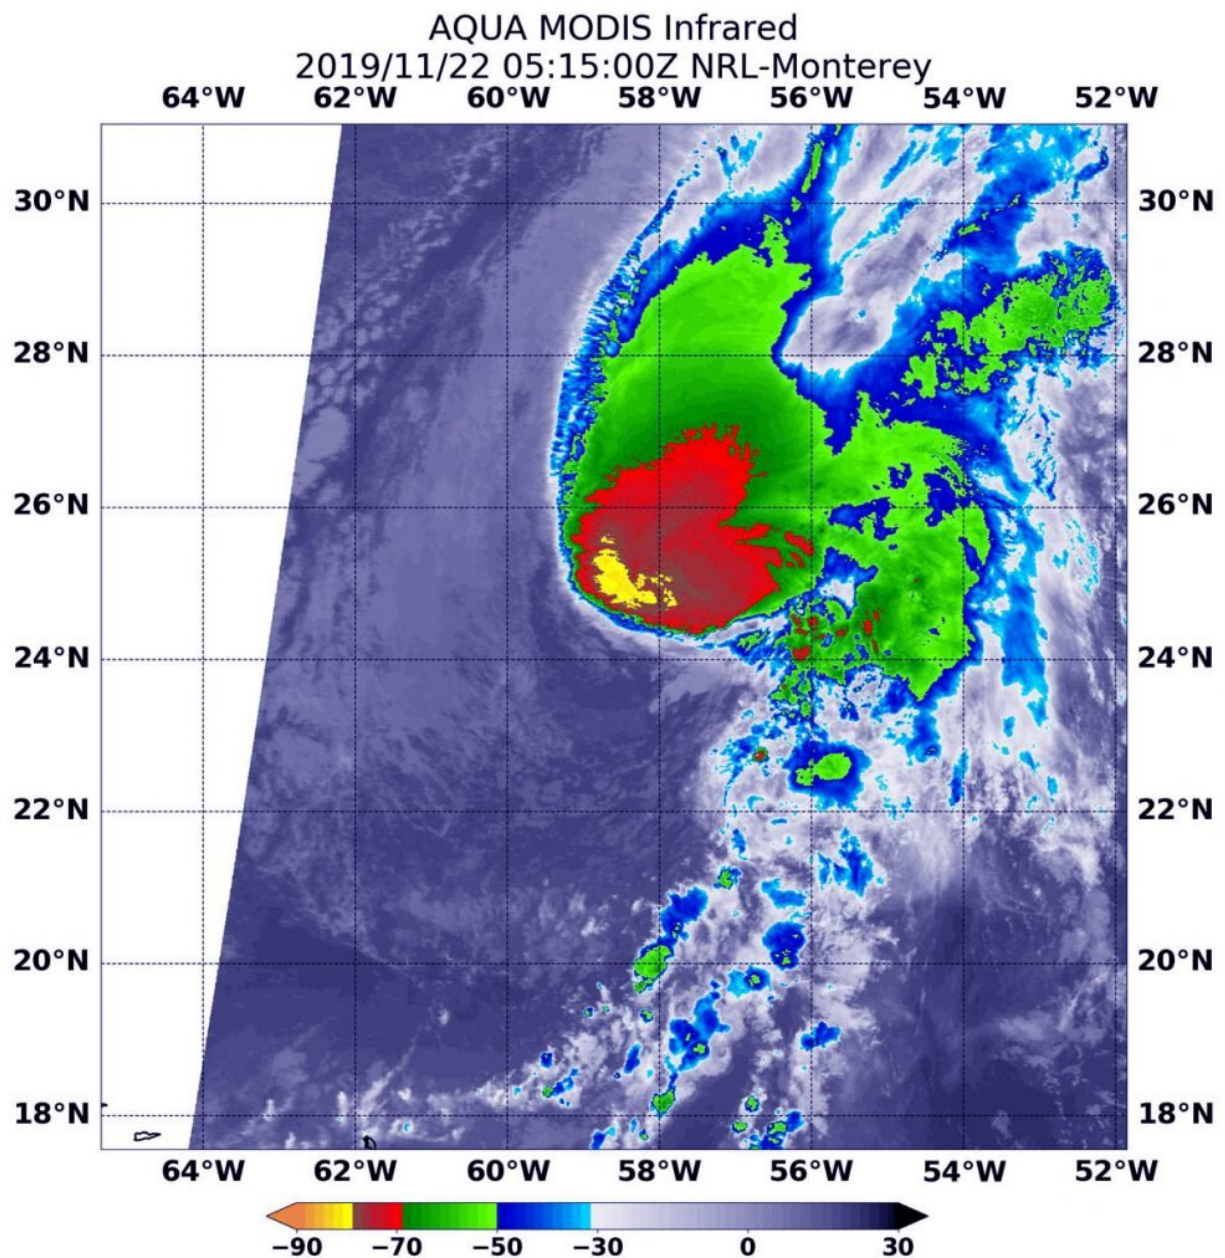 AQUA MODIS Infrared
2019/11/22 05:15:00Z NRL-Monterey
64°W 62°W 60°W 58°W 56°W 54°W 52°W
30°N 30°N
28°N 28°N
26°N 26°N
24°N 24°N
22°N 22°N
20°N 20°N
18°N 18°N
64°W 62°W 60°W 58°W 56°W 54°W 52°W
−90 −70 −50 −30 0 30